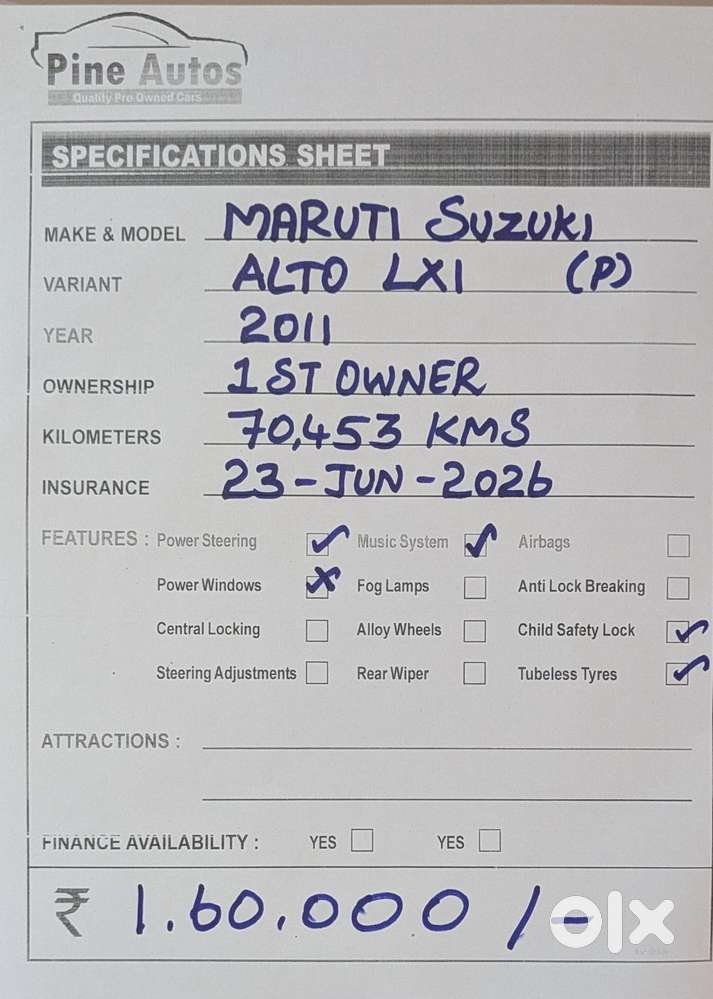 Pine Autos
Quality Pre Owned Cars
SPECIFICATIONS SHEET
MAKE & MODEL MARUTI SUZUKI
VARIANT ALTO LXI (P)
YEAR 2011
OWNERSHIP 1ST OWNER
KILOMETERS 70,453 KMS
INSURANCE 23-JUN-2026
FEATURES : Power Steering Music System Airbags
Power Windows Fog Lamps Anti Lock Breaking
Central Locking Alloy Wheels Child Safety Lock
Steering Adjustments Rear Wiper Tubeless Tyres
ATTRACTIONS :
FINANCE AVAILABILITY : YES YES
₹ 1.60.000/-
olx